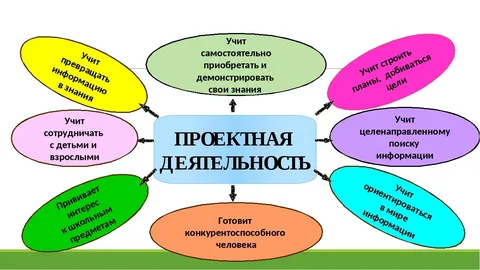 Учит
самостоятельно
приобретать и
демонстрировать
свои знания
Учит
превращать
информацию
в знания
Учит строить
планы, добиваться
цели
Учит
сотрудничать
с детьми и
взрослыми
ПРОЕКТНАЯ
ДЕЯТЕЛЬНОСТЬ
Учит
целенаправленному
поиску
информации
Прививает
интерес
к школьным
предметам
Готовит
конкурентоспособного
человека
Учит
ориентироваться
в мире
информации